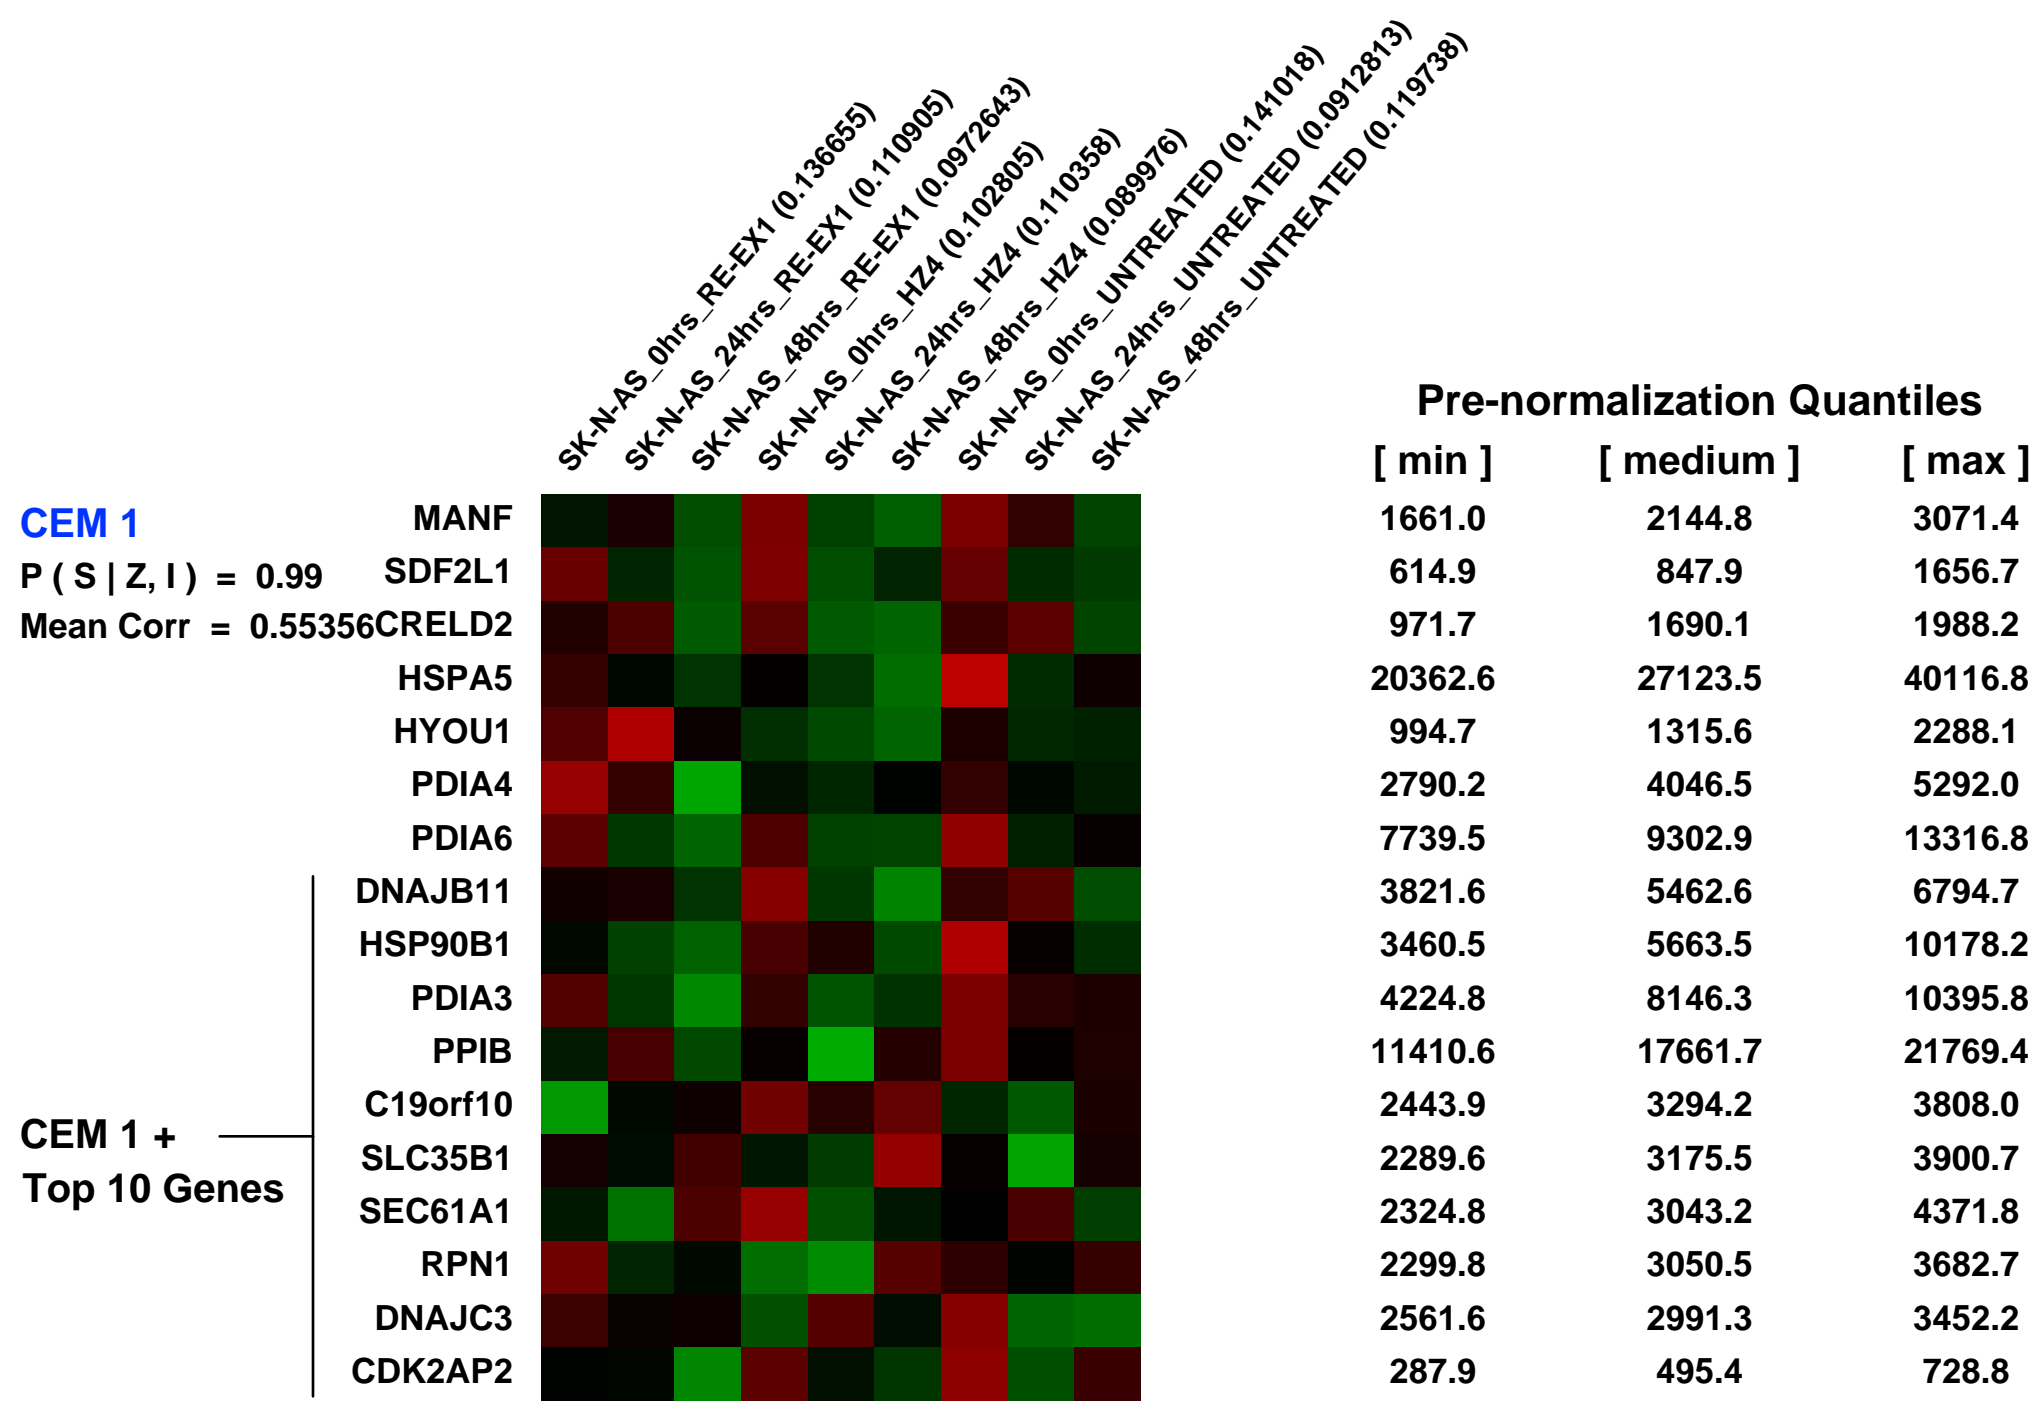 SK-N-AS_0hrs_RE-EX1 (0.136655)
SK-N-AS_24hrs_RE-EX1 (0.110905)
SK-N-AS_48hrs_RE-EX1 (0.0972643)
SK-N-AS_0hrs_HZ4 (0.102805)
SK-N-AS_24hrs_HZ4 (0.110358)
SK-N-AS_48hrs_HZ4 (0.089976)
SK-N-AS_0hrs_UNTREATED (0.141018)
SK-N-AS_24hrs_UNTREATED (0.0912813)
SK-N-AS_48hrs_UNTREATED (0.119738)
Pre-normalization Quantiles
[ min ] [ medium ] [ max ]
CEM 1 MANF 1661.0 2144.8 3071.4
P ( S | Z, I ) = 0.99 SDF2L1 614.9 847.9 1656.7
Mean Corr = 0.55356 CRELD2 971.7 1690.1 1988.2
HSPA5 20362.6 27123.5 40116.8
HYOU1 994.7 1315.6 2288.1
PDIA4 2790.2 4046.5 5292.0
PDIA6 7739.5 9302.9 13316.8
DNAJB11 3821.6 5462.6 6794.7
HSP90B1 3460.5 5663.5 10178.2
PDIA3 4224.8 8146.3 10395.8
PPIB 11410.6 17661.7 21769.4
C19orf10 2443.9 3294.2 3808.0
CEM 1 +
SLC35B1 2289.6 3175.5 3900.7
Top 10 Genes
SEC61A1 2324.8 3043.2 4371.8
RPN1 2299.8 3050.5 3682.7
DNAJC3 2561.6 2991.3 3452.2
CDK2AP2 287.9 495.4 728.8